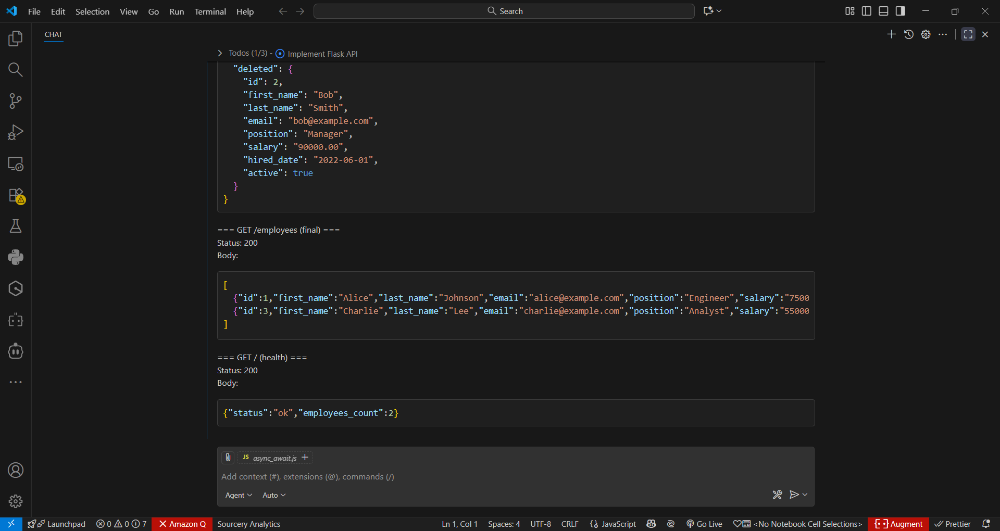 File Edit Selection View Go Run Terminal Help Search
CHAT
Todos (1/3) - Implement Flask API
"deleted": {
"id": 2,
"first_name": "Bob",
"last_name": "Smith",
"email": "bob@example.com",
"position": "Manager",
"salary": "90000.00",
"hired_date": "2022-06-01",
"active": true
}
}
=== GET /employees (final) ===
Status: 200
Body:
[
{"id":1,"first_name":"Alice","last_name":"Johnson","email":"alice@example.com","position":"Engineer","salary":"7500
{"id":3,"first_name":"Charlie","last_name":"Lee","email":"charlie@example.com","position":"Analyst","salary":"55000
]
=== GET / (health) ===
Status: 200
Body:
{"status":"ok","employees_count":2}
JS async_await.js
Add context (#), extensions (@), commands (/)
Agent Auto
Launchpad 0 0 7 Amazon Q Sourcery Analytics Ln 1, Col 1 Spaces: 4 UTF-8 CRLF JavaScript Go Live <No Notebook Cell Selections> Augment Prettier